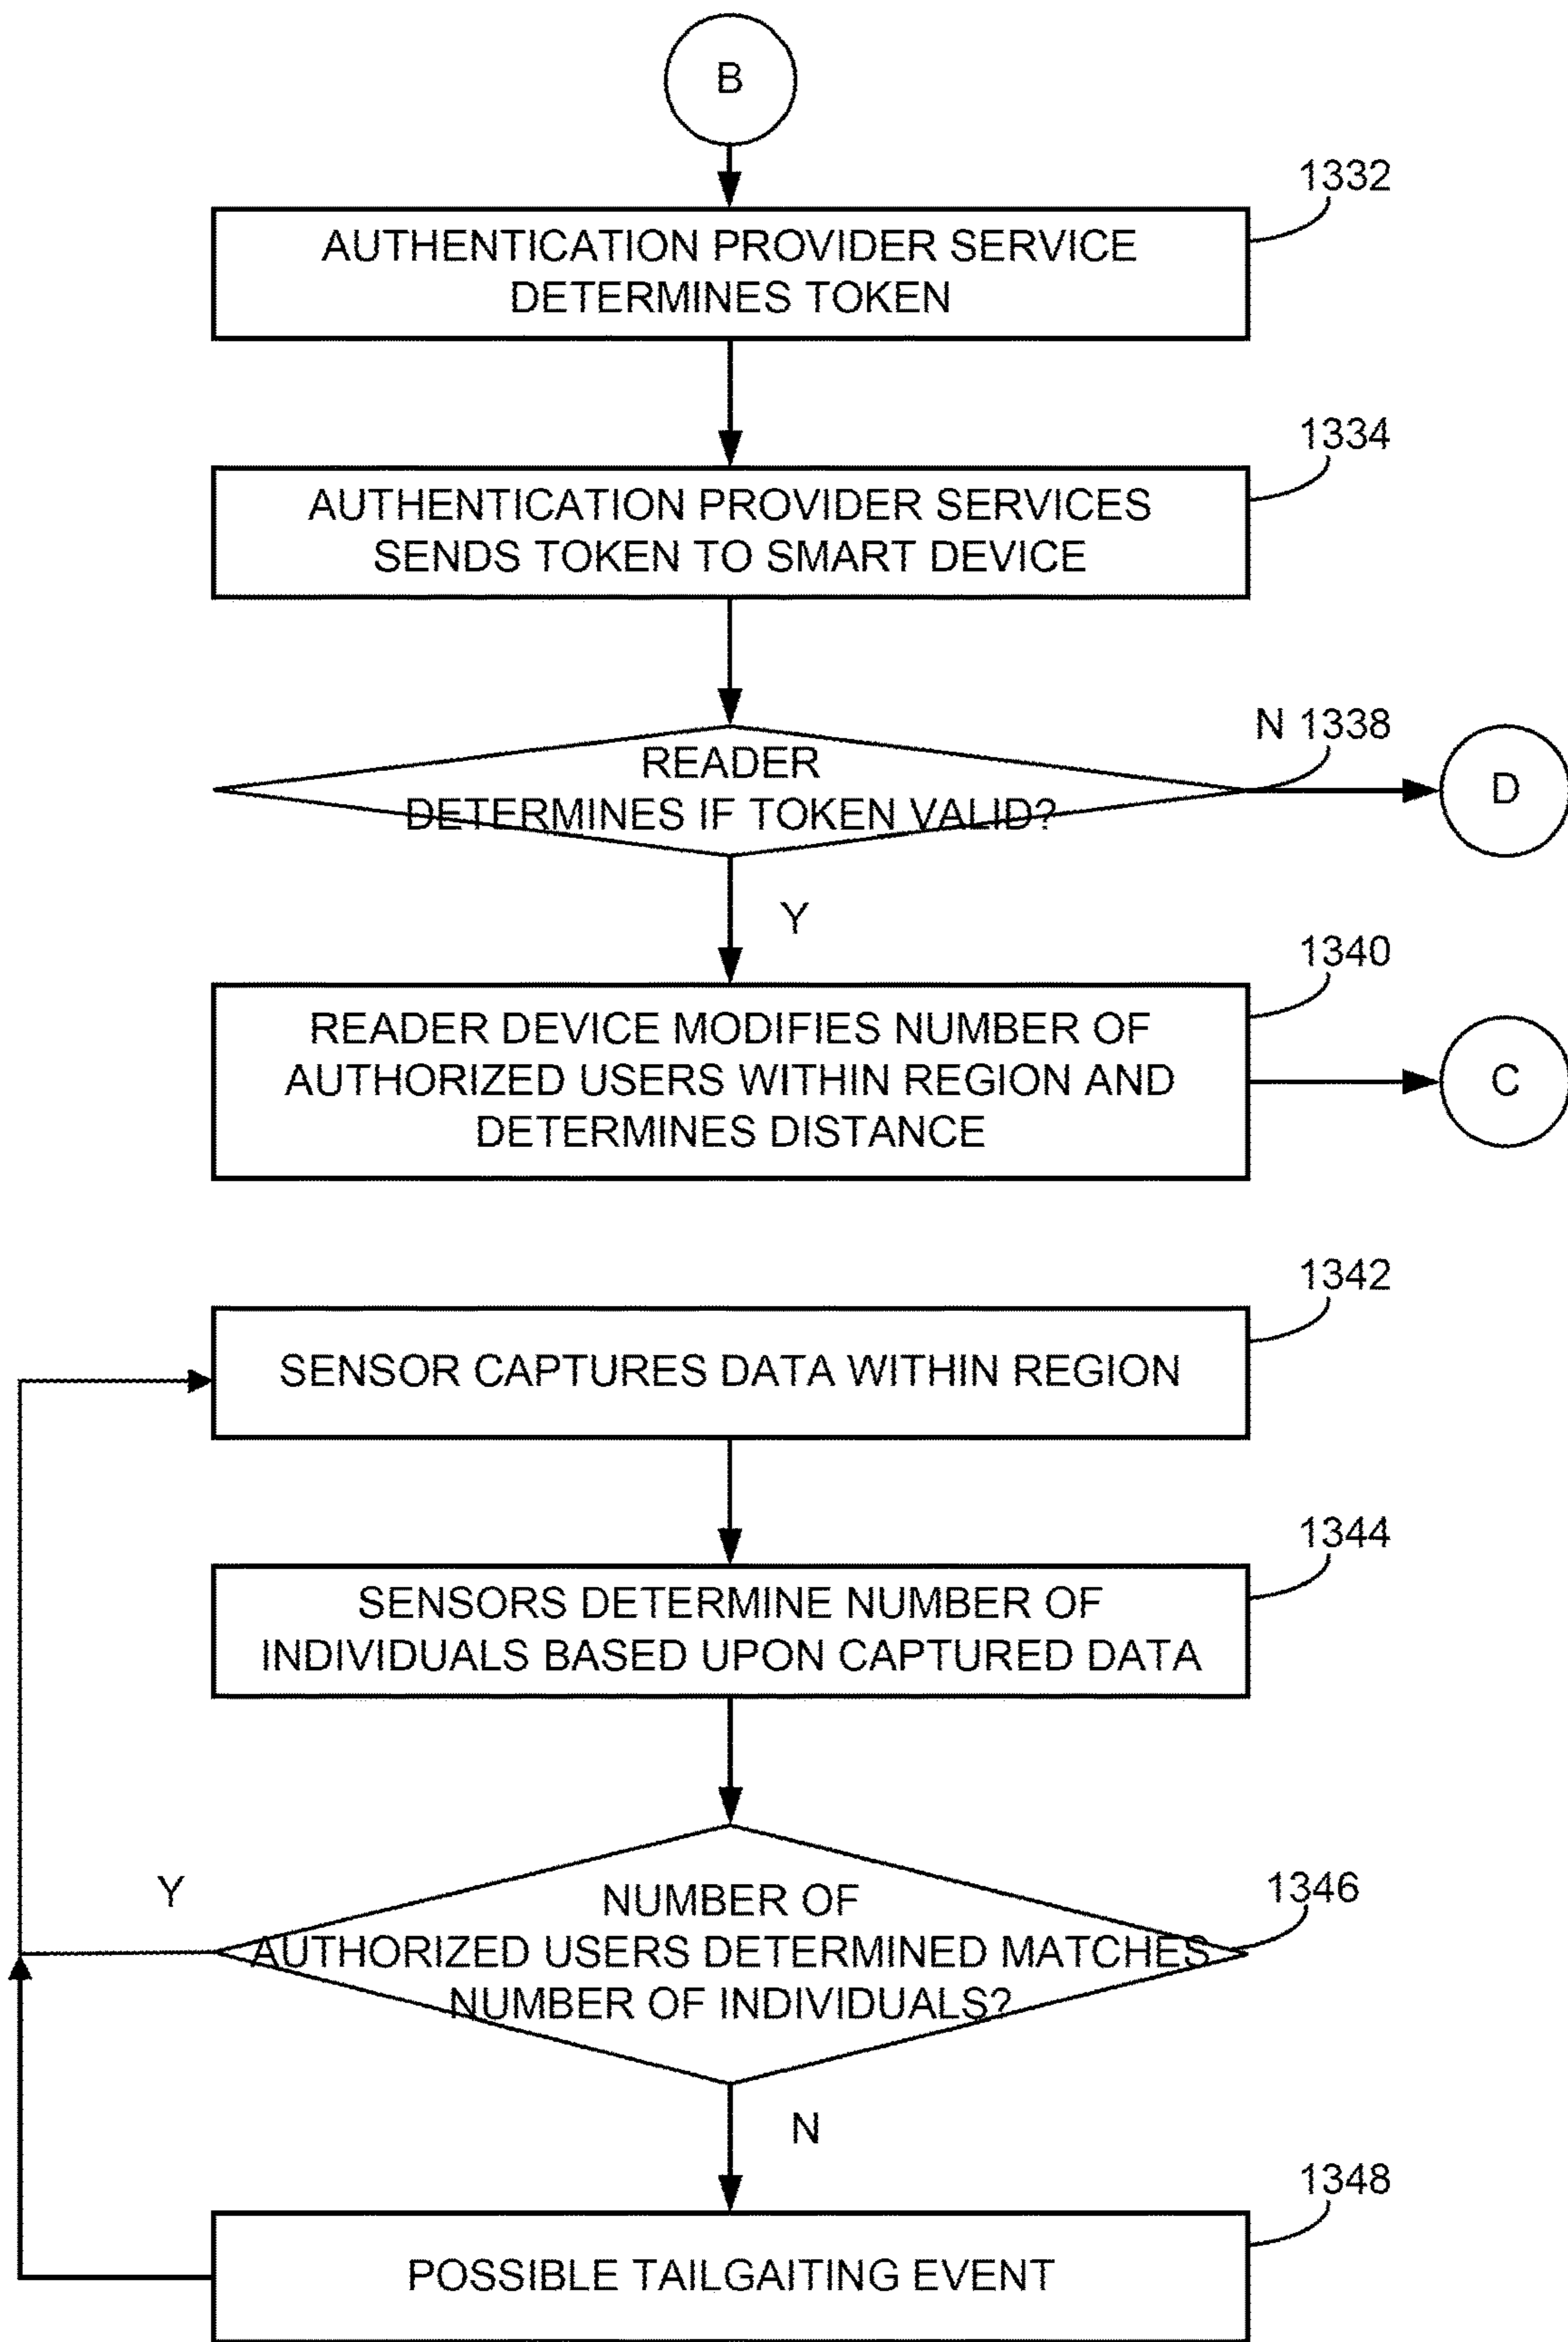 B
1332
AUTHENTICATION PROVIDER SERVICE
DETERMINES TOKEN
1334
AUTHENTICATION PROVIDER SERVICES
SENDS TOKEN TO SMART DEVICE
N 1338
READER
DETERMINES IF TOKEN VALID?
D
Y
1340
READER DEVICE MODIFIES NUMBER OF
AUTHORIZED USERS WITHIN REGION AND
DETERMINES DISTANCE
C
1342
SENSOR CAPTURES DATA WITHIN REGION
1344
SENSORS DETERMINE NUMBER OF
INDIVIDUALS BASED UPON CAPTURED DATA
Y
1346
NUMBER OF
AUTHORIZED USERS DETERMINED MATCHES
NUMBER OF INDIVIDUALS?
N
1348
POSSIBLE TAILGAITING EVENT